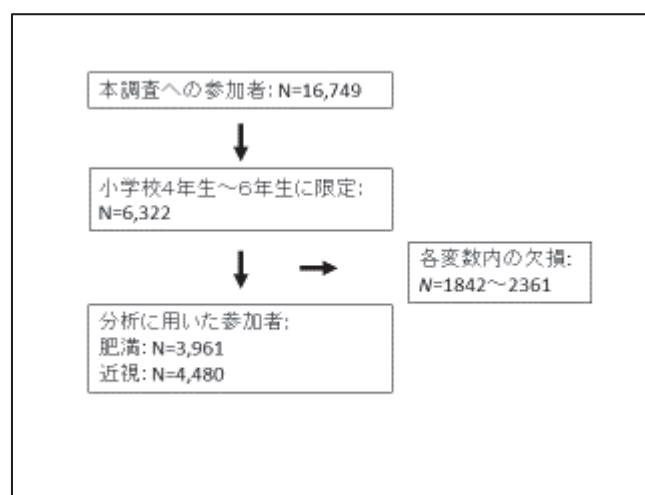 本調査への参加者: N=16,749
小学校4年生～6年生に限定:
N=6,322
各変数内の欠損:
N=1842～2361
分析に用いた参加者:
肥満: N=3,961
近視: N=4,480